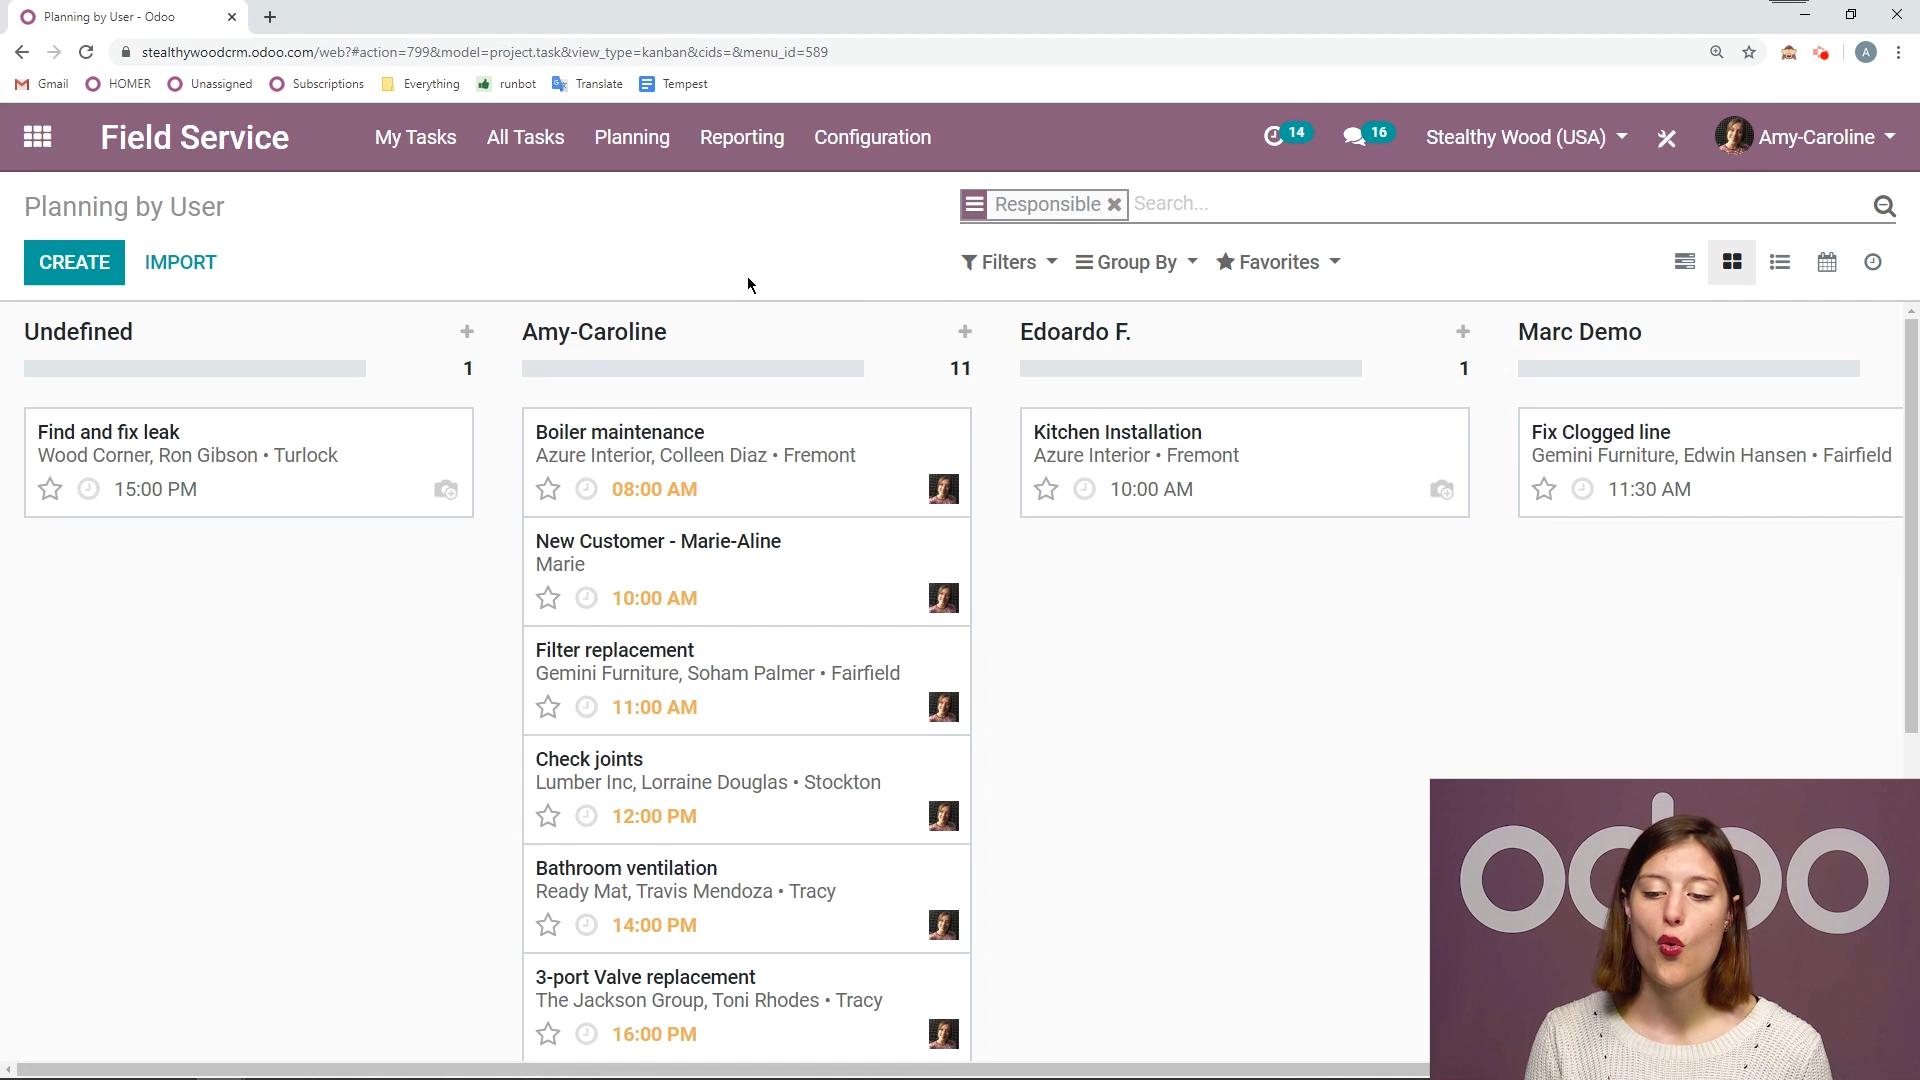 Planning by User - Odoo
stealthywoodcrm.odoo.com/web?#action=799&model=project.task&view_type=kanban&cids=&menu_id=589
A
Gmail HOMER Unassigned Subscriptions Everything runbot Translate Tempest
Field Service My Tasks All Tasks Planning Reporting Configuration 14 16 Stealthy Wood (USA) Amy-Caroline
Planning by User
Responsible Search...
CREATE IMPORT Filters Group By Favorites
Undefined
1
Find and fix leak
Wood Corner, Ron Gibson • Turlock
15:00 PM
Amy-Caroline
11
Boiler maintenance
Azure Interior, Colleen Diaz • Fremont
08:00 AM
New Customer - Marie-Aline
Marie
10:00 AM
Filter replacement
Gemini Furniture, Soham Palmer • Fairfield
11:00 AM
Check joints
Lumber Inc, Lorraine Douglas • Stockton
12:00 PM
Bathroom ventilation
Ready Mat, Travis Mendoza • Tracy
14:00 PM
3-port Valve replacement
The Jackson Group, Toni Rhodes • Tracy
16:00 PM
Edoardo F.
1
Kitchen Installation
Azure Interior • Fremont
10:00 AM
Marc Demo
Fix Clogged line
Gemini Furniture, Edwin Hansen • Fairfield
11:30 AM
odoo